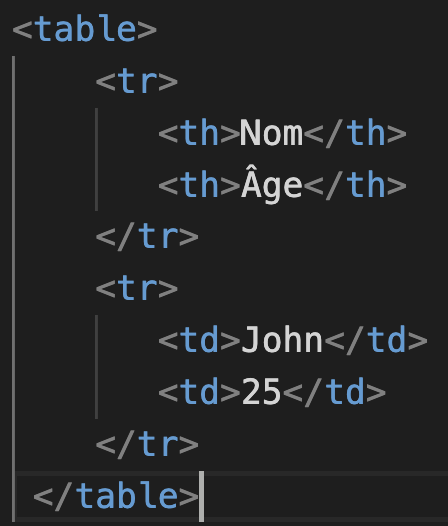 <table>
<tr>
<th>Nom</th>
<th>Âge</th>
</tr>
<tr>
<td>John</td>
<td>25</td>
</tr>
</table>